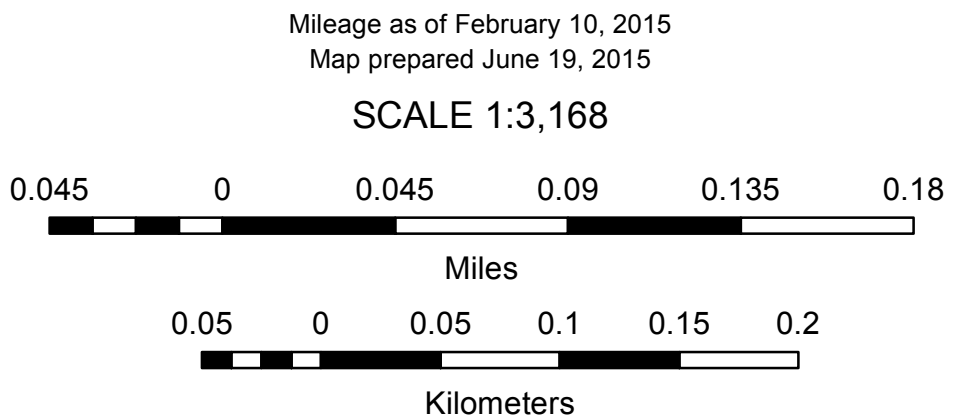 Mileage as of February 10, 2015
Map prepared June 19, 2015
SCALE 1:3,168
0.045 0 0.045 0.09 0.135 0.18
Miles
0.05 0 0.05 0.1 0.15 0.2
Kilometers